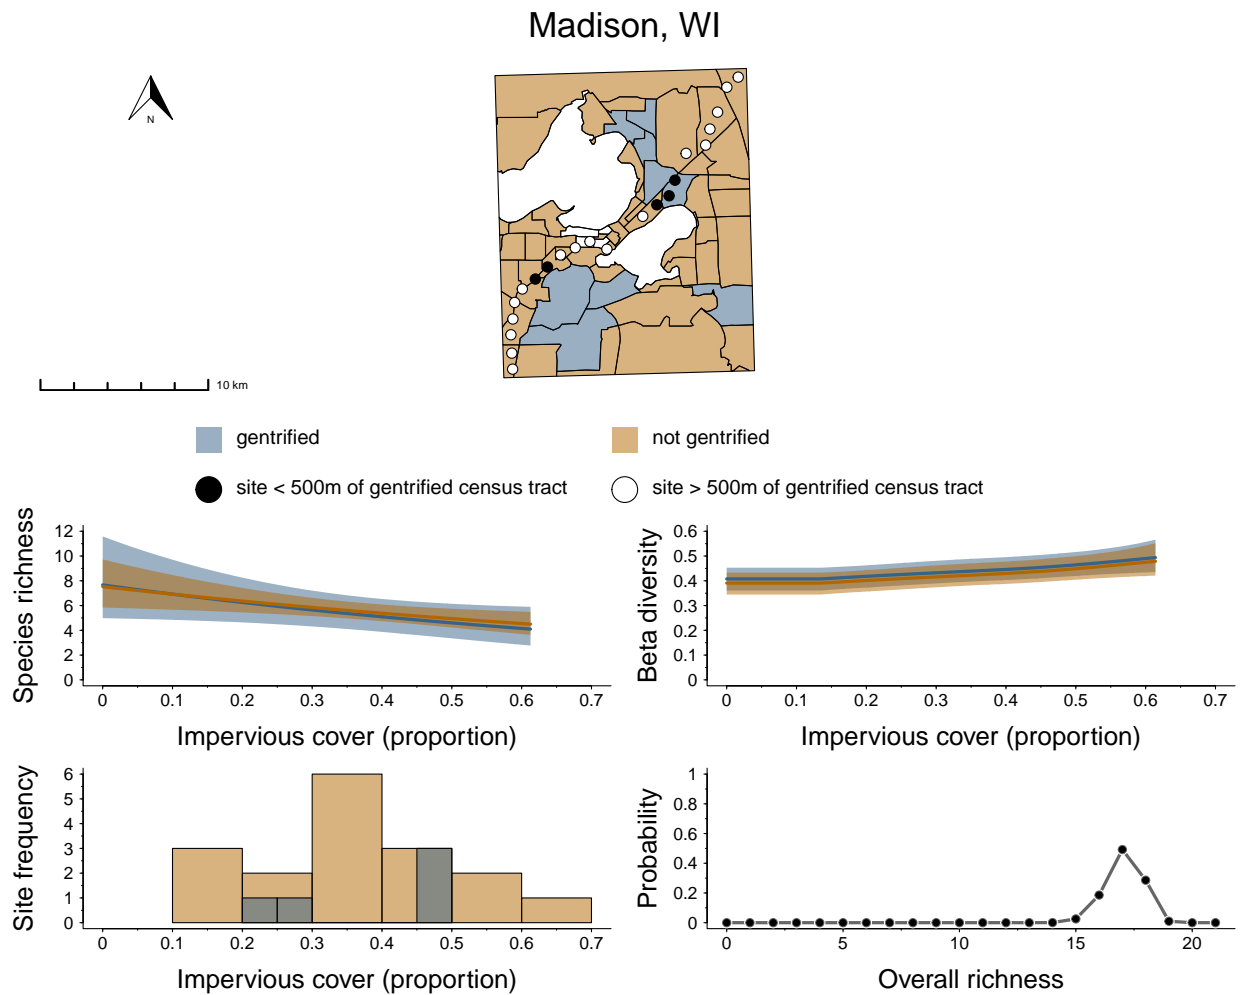 Madison, WI
N
10 km
gentrified
not gentrified
site < 500m of gentrified census tract
site > 500m of gentrified census tract
Species richness
12
10
8
6
4
2
0
0 0.1 0.2 0.3 0.4 0.5 0.6 0.7
Impervious cover (proportion)
Beta diversity
0.6
0.5
0.4
0.3
0.2
0.1
0
0 0.1 0.2 0.3 0.4 0.5 0.6 0.7
Impervious cover (proportion)
Site frequency
6
5
4
3
2
1
0
0 0.1 0.2 0.3 0.4 0.5 0.6 0.7
Impervious cover (proportion)
Probability
1
0.8
0.6
0.4
0.2
0
0 5 10 15 20
Overall richness